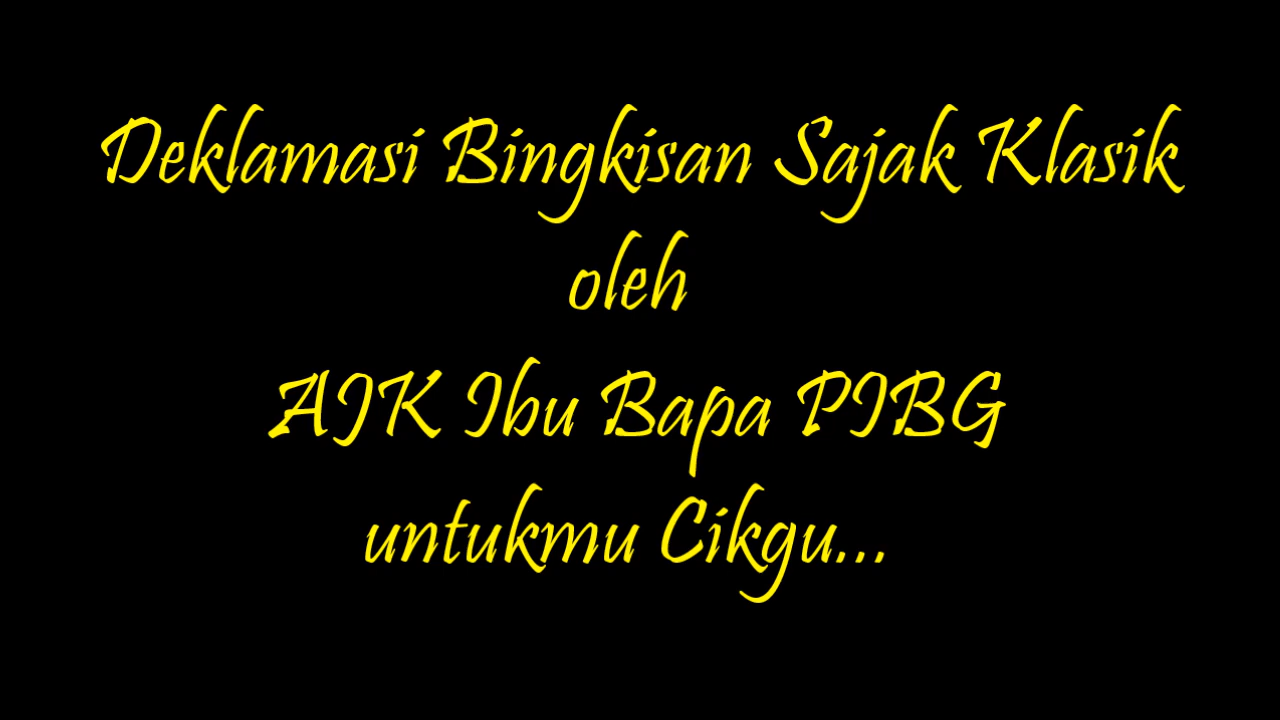 Deklamasi Bingkisan Sajak Klasik
oleh
AJK Ibu Bapa PIBG
untukmu Cikgu...